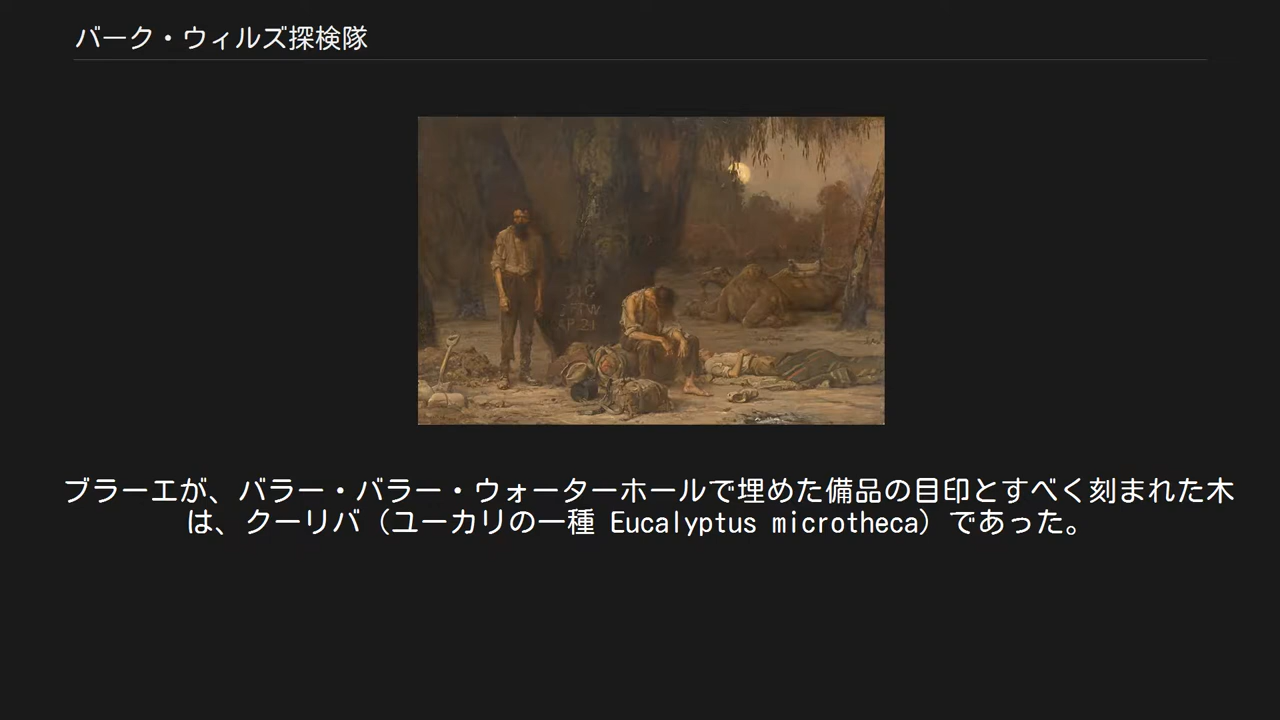 バーク・ウィルズ探検隊
ブラーエが、バラー・バラー・ウォーターホールで埋めた備品の目印とすべく刻まれた木
は、クーリバ（ユーカリの一種 Eucalyptus microtheca）であった。